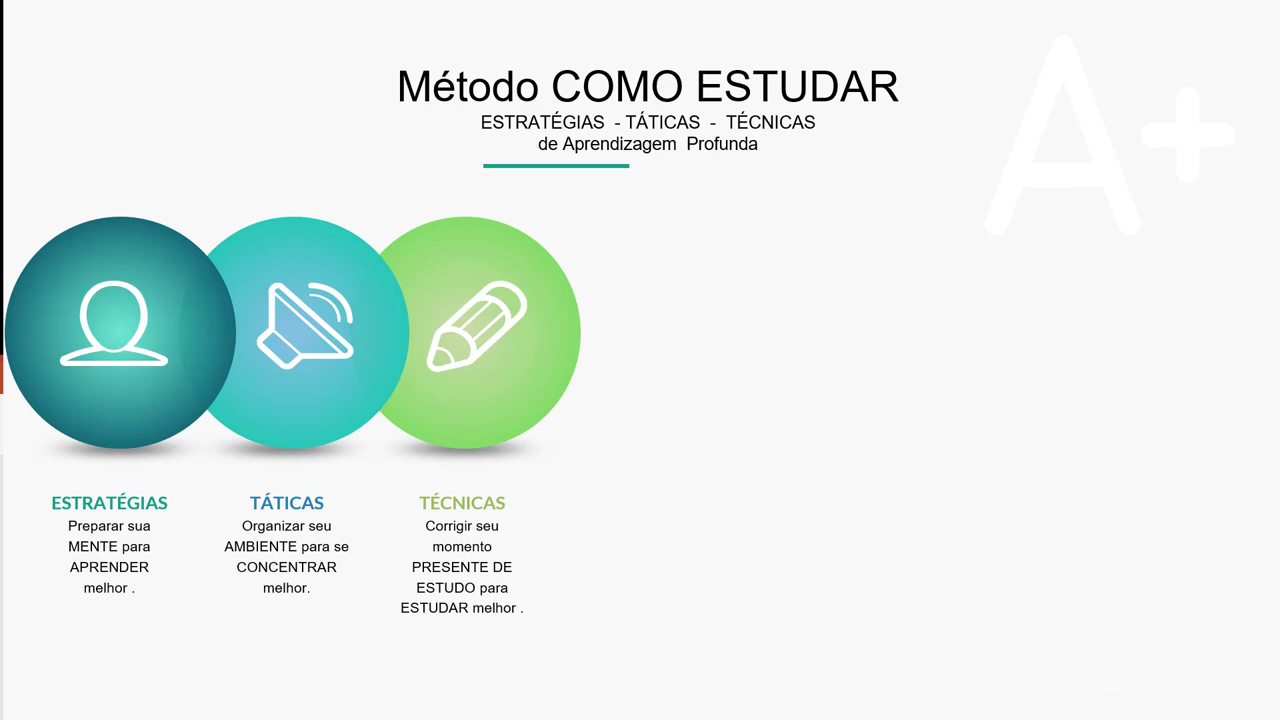 A+
Método COMO ESTUDAR
ESTRATÉGIAS - TÁTICAS - TÉCNICAS
de Aprendizagem Profunda
ESTRATÉGIAS
Preparar sua
MENTE para
APRENDER
melhor .
TÁTICAS
Organizar seu
AMBIENTE para se
CONCENTRAR
melhor.
TÉCNICAS
Corrigir seu
momento
PRESENTE DE
ESTUDO para
ESTUDAR melhor .